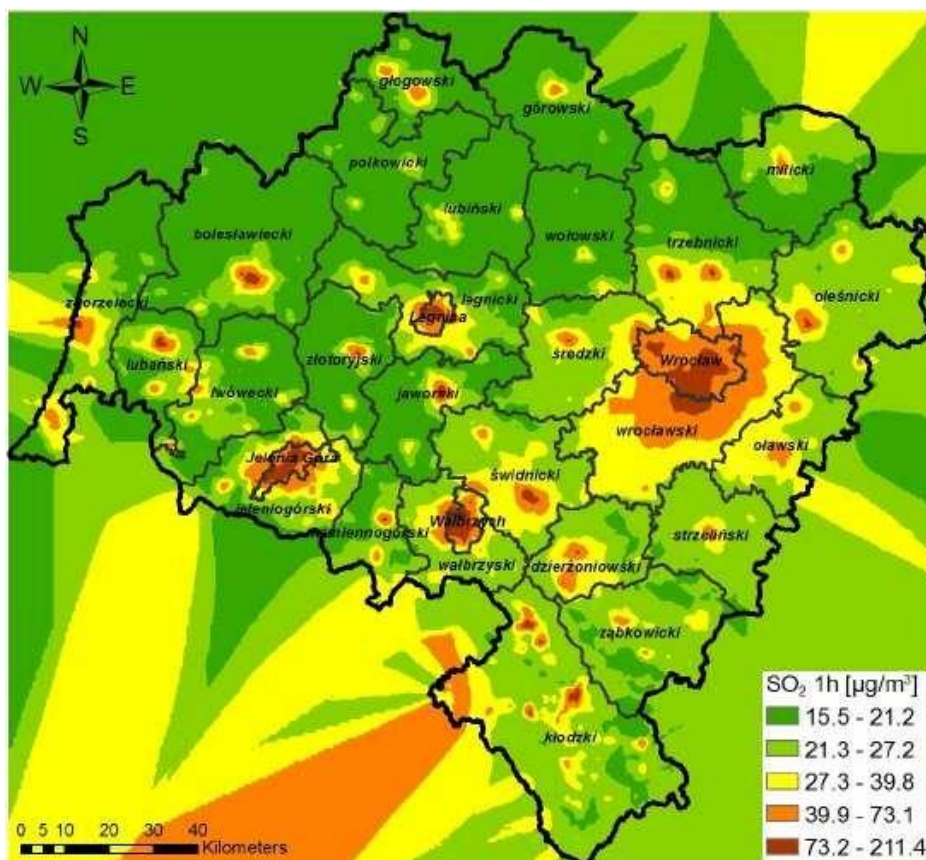 N
W E
S
głogowski
górowski
polkowicki
milicki
lubiński
bolesławiecki
wołowski
trzebnicki
zgorzelecki
legnicki
oleśnicki
Legnica
lubański
złotoryjski
średzki
Wrocław
lwówecki
jaworski
wrocławski
oławski
Jelenia Góra
świdnicki
jeleniogórski
kamiennogórski
Wałbrzych
strzeliński
wałbrzyski
dzierżoniowski
ząbkowicki
kłodzki
SO₂ 1h [µg/m³]
15.5 - 21.2
21.3 - 27.2
27.3 - 39.8
39.9 - 73.1
73.2 - 211.4
0 5 10 20 30 40
Kilometers